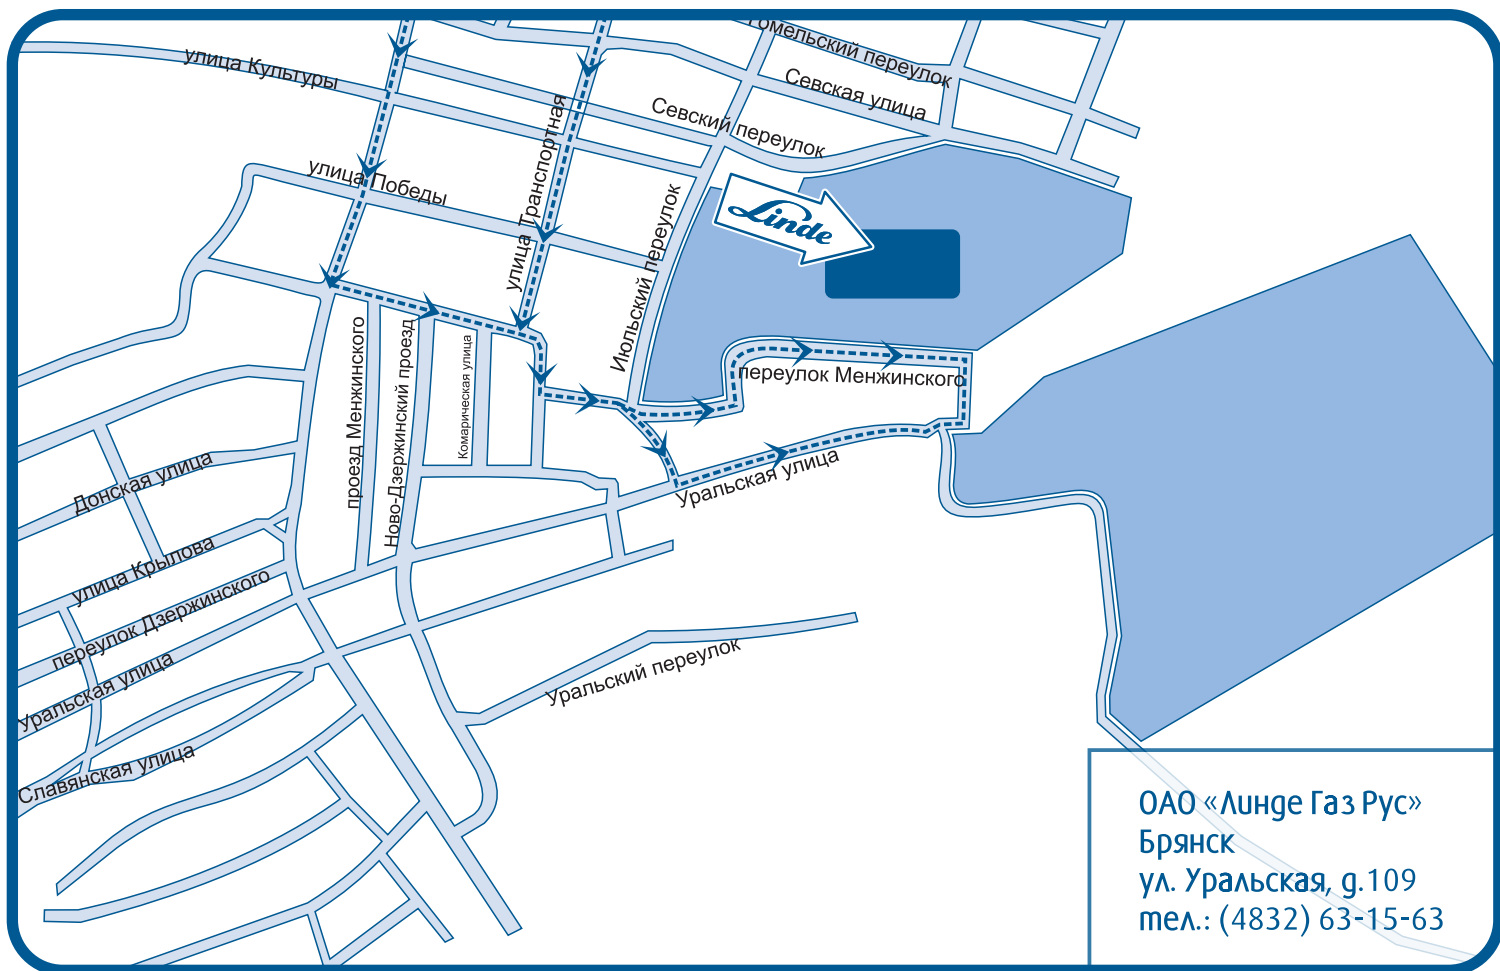 Гомельский переулок
улица Культуры
Севская улица
Севский переулок
улица Транспортная
улица Победы
Июльский переулок
Linde
проезд Менжинского
Ново-Дзержинский проезд
Комарическая улица
переулок Менжинского
Уральская улица
Донская улица
улица Крылова
переулок Дзержинского
Уральская улица
Уральский переулок
Славянская улица
ОАО «Линде Газ Рус»
Брянск
ул. Уральская, д.109
тел.: (4832) 63-15-63